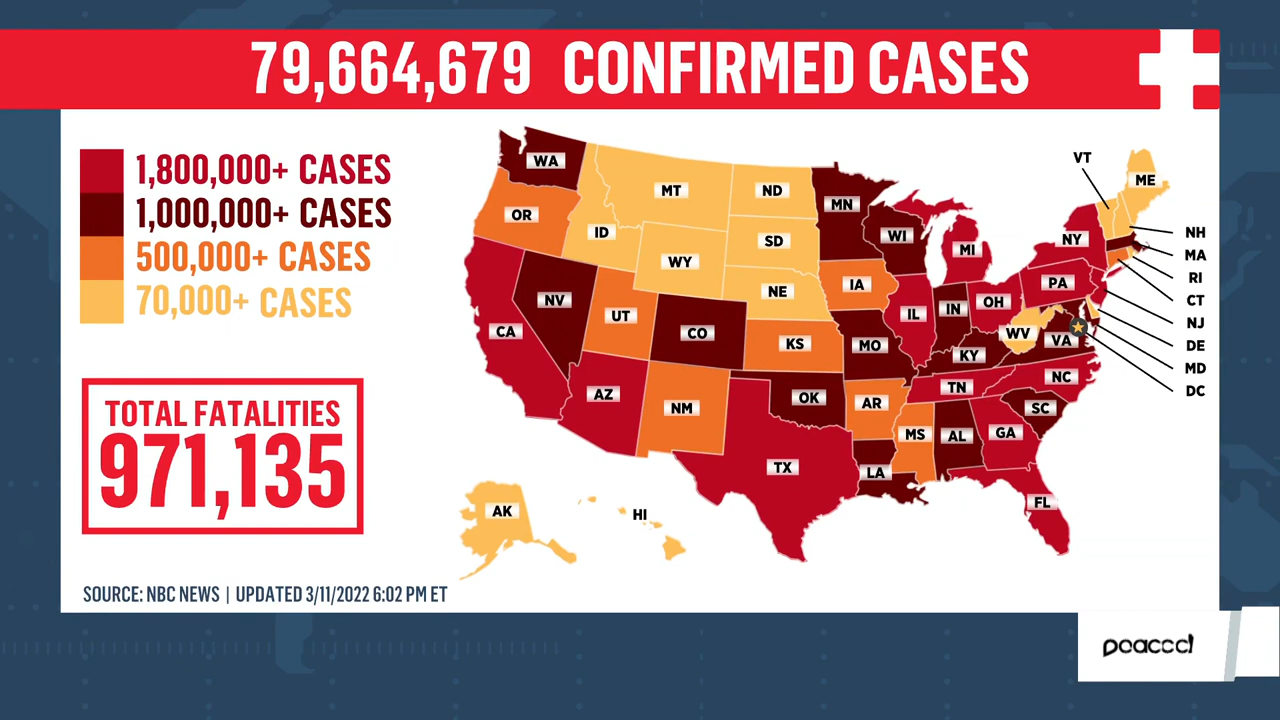 79,664,679 CONFIRMED CASES
1,800,000+ CASES
1,000,000+ CASES
500,000+ CASES
70,000+ CASES
TOTAL FATALITIES
971,135
SOURCE: NBC NEWS | UPDATED 3/11/2022 6:02 PM ET
WA
OR
CA
NV
ID
MT
WY
UT
AZ
CO
NM
ND
SD
NE
KS
OK
TX
MN
IA
MO
AR
LA
WI
IL
MS
MI
IN
KY
TN
AL
OH
WV
GA
FL
SC
NC
VA
PA
NY
VT
ME
NH
MA
RI
CT
NJ
DE
MD
DC
AK
HI